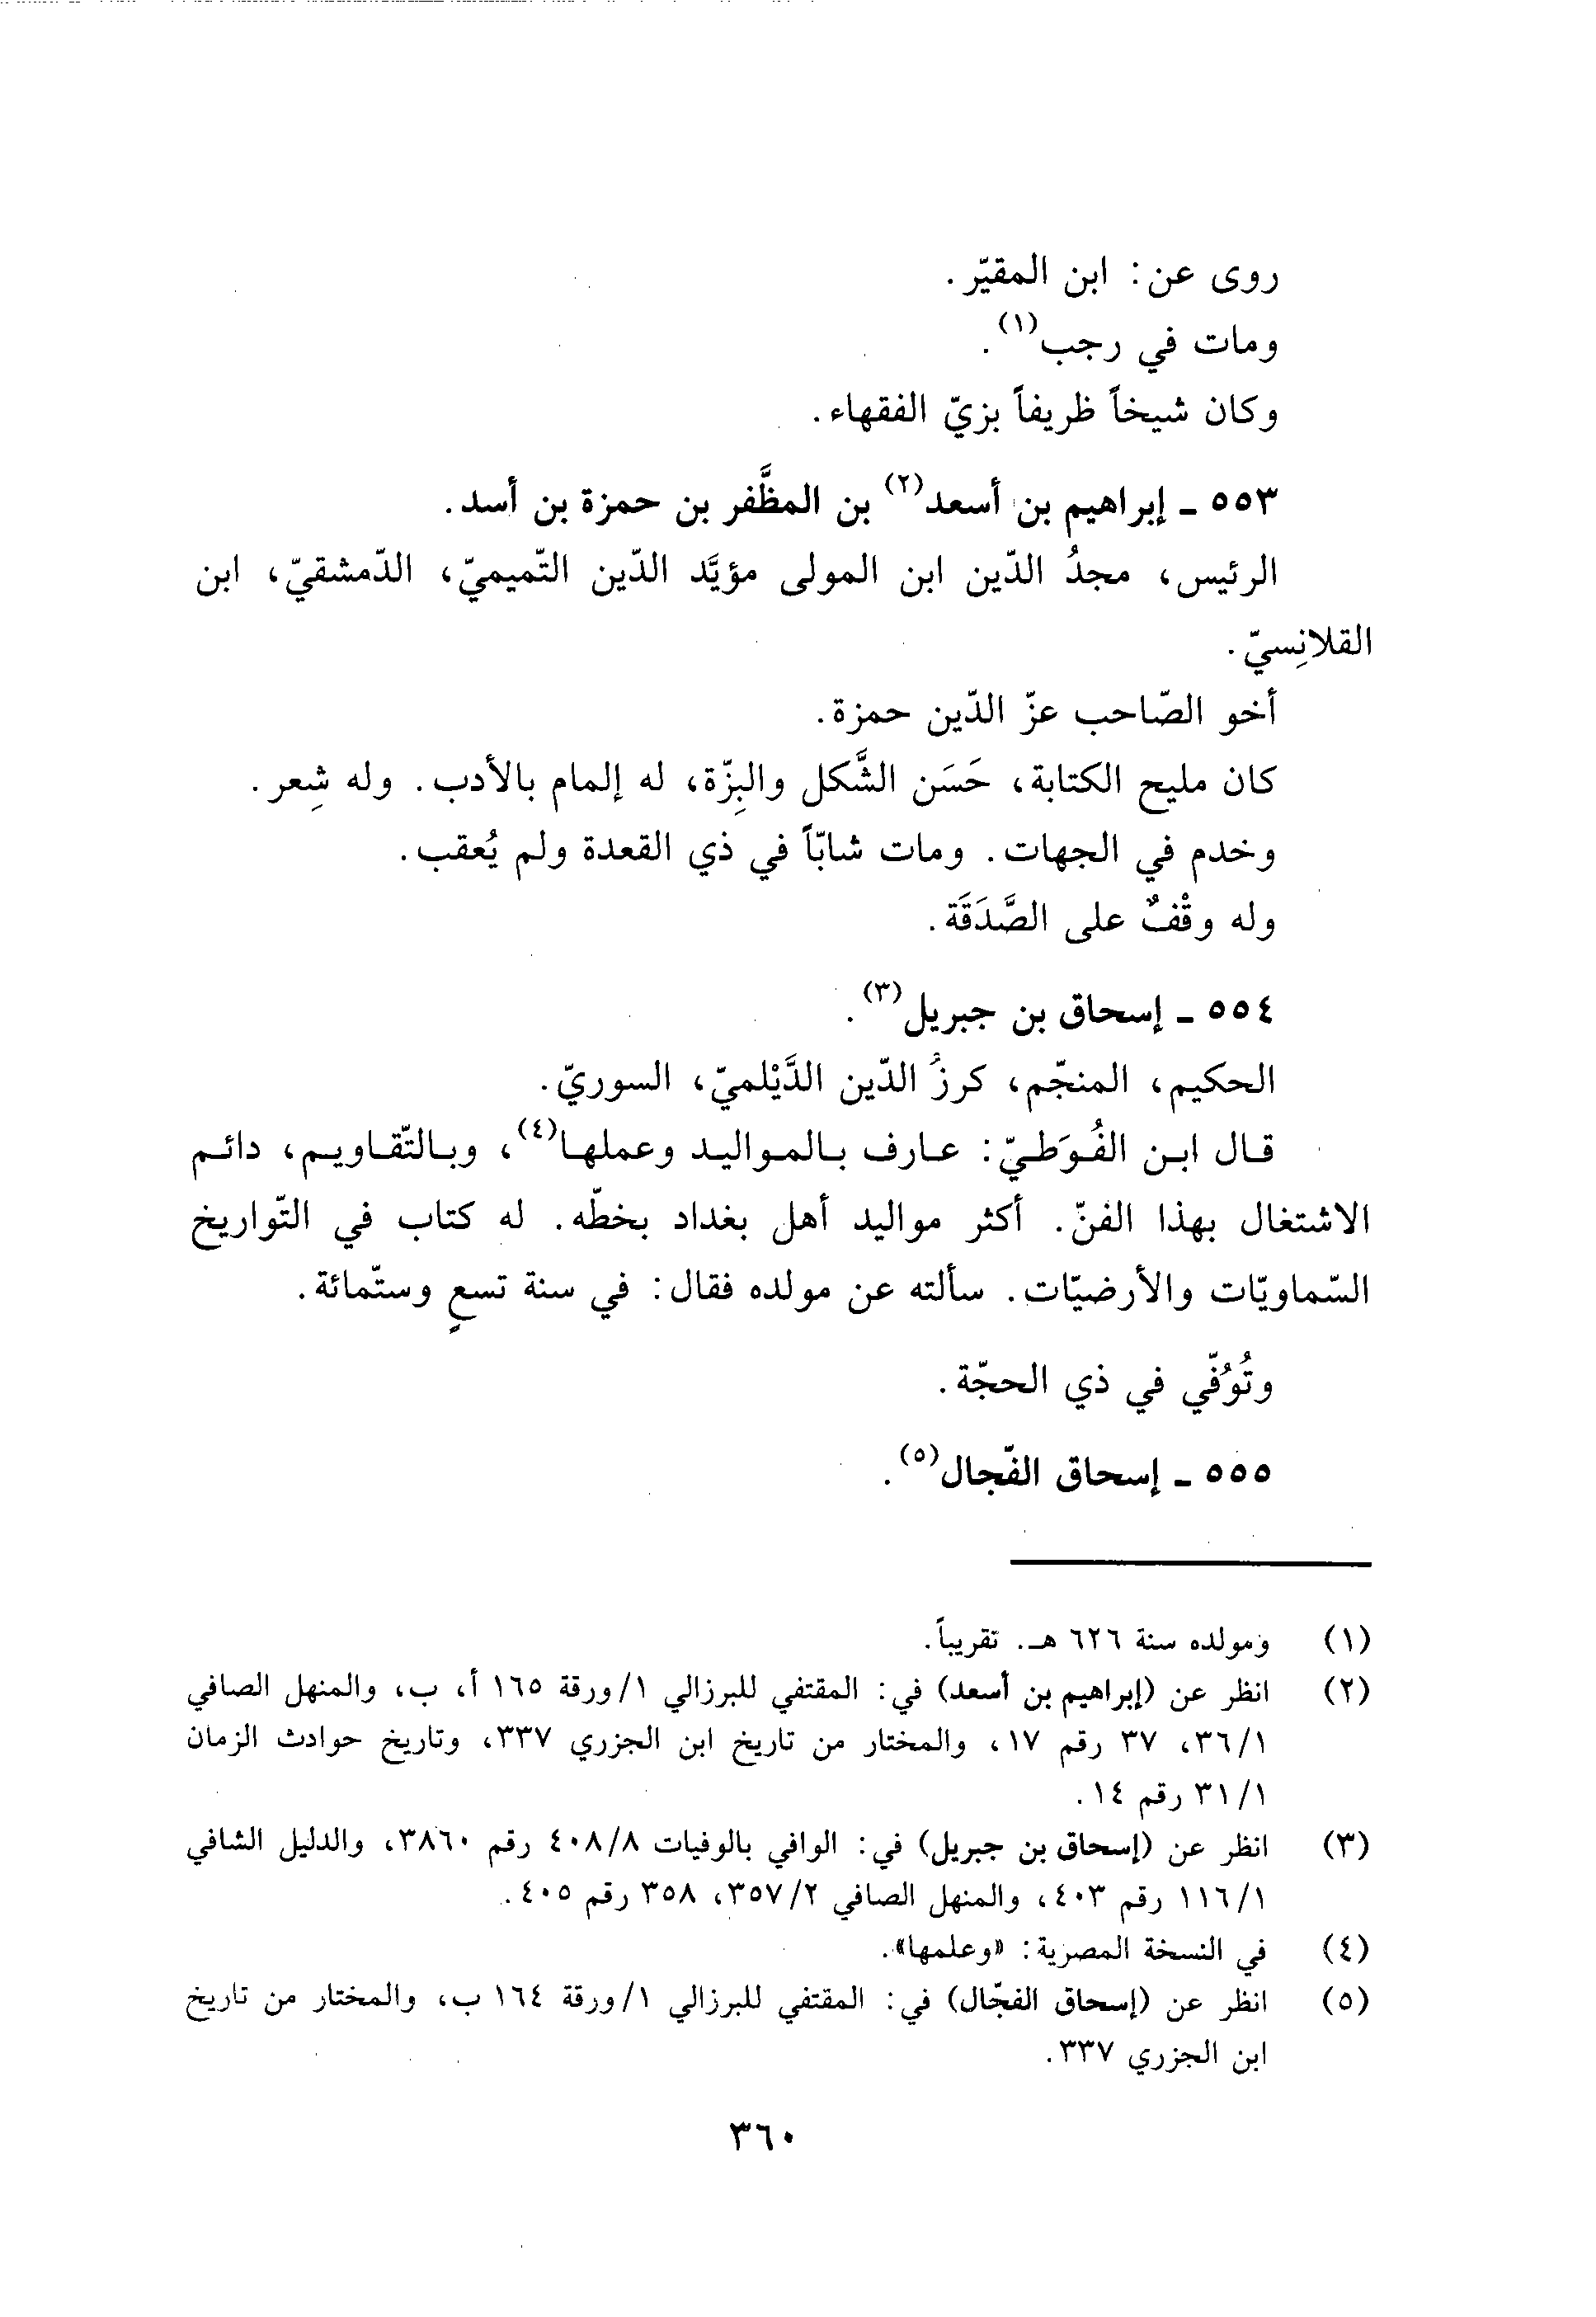 روى عن: ابن المقيّر.
ومات في رجب(١).
وكان شيخاً ظريفاً بزيّ الفقهاء.
٥٥٣ ـ إبراهيم بن أسعد(٢) بن المظَّفر بن حمزة بن أسد.
الرئيس، مجدُ الدّين ابن المولى مؤيَّد الدّين التّميميّ، الدّمشقيّ، ابن
القلانِسيّ.
أخو الصّاحب عزّ الدّين حمزة.
كان مليح الكتابة، حَسَن الشَّكل والبِزّة، له إلمام بالأدب. وله شِعر.
وخدم في الجهات. ومات شابّاً في ذي القعدة ولم يُعقب.
وله وقْفٌ على الصَّدَقَة.
٥٥٤ ـ إسحاق بن جبريل(٣).
الحكيم، المنجّم، كرزُ الدّين الدَّيْلميّ، السوريّ.
قال ابن الفُوَطيّ: عارف بالمواليد وعملها(٤)، وبالتّقاويم، دائم
الاشتغال بهذا الفنّ. أكثر مواليد أهل بغداد بخطّه. له كتاب في التّواريخ
السّماويّات والأرضيّات. سألته عن مولده فقال: في سنة تسعٍ وستّمائة.
وتُوُفّي في ذي الحجّة.
٥٥٥ ـ إسحاق الفّجال(٥).
(١) ومولده سنة ٦٢٦ هـ. تقريباً.
(٢) انظر عن (إبراهيم بن أسعد) في: المقتفي للبرزالي ١/ورقة ١٦٥ أ، ب، والمنهل الصافي
١/٣٦، ٣٧ رقم ١٧، والمختار من تاريخ ابن الجزري ٣٣٧، وتاريخ حوادث الزمان
١/٣١ رقم ١٤.
(٣) انظر عن (إسحاق بن جبريل) في: الوافي بالوفيات ٤٠٨/٨ رقم ٣٨٦٠، والدليل الشافي
١/١١٦ رقم ٤٠٣، والمنهل الصافي ٣٥٧/٢، ٣٥٨ رقم ٤٠٥.
(٤) في النسخة المصرية: «وعلمها».
(٥) انظر عن (إسحاق الفجّال) في: المقتفي للبرزالي ١/ورقة ١٦٤ ب، والمختار من تاريخ
ابن الجزري ٣٣٧.
٣٦٠